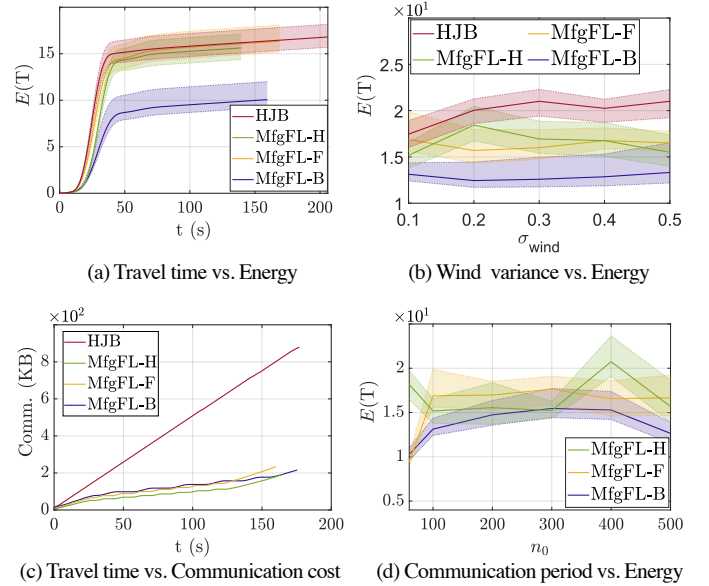 15
10
5
0
E(T)
HJB
MfgFL-H
MfgFL-F
MfgFL-B
0 50 100 150 200
t (s)
(a) Travel time vs. Energy
×10¹
2.5
2
1.5
1
E(T)
HJB MfgFL-F
MfgFL-H MfgFL-B
0.1 0.2 0.3 0.4 0.5
σwind
(b) Wind variance vs. Energy
×10²
8
6
4
2
0
Comm. (KB)
HJB
MfgFL-H
MfgFL-F
MfgFL-B
0 50 100 150 200
t (s)
(c) Travel time vs. Communication cost
×10¹
2
1.5
1
0.5
E(T)
MfgFL-H
MfgFL-F
MfgFL-B
100 200 300 400 500
n₀
(d) Communication period vs. Energy